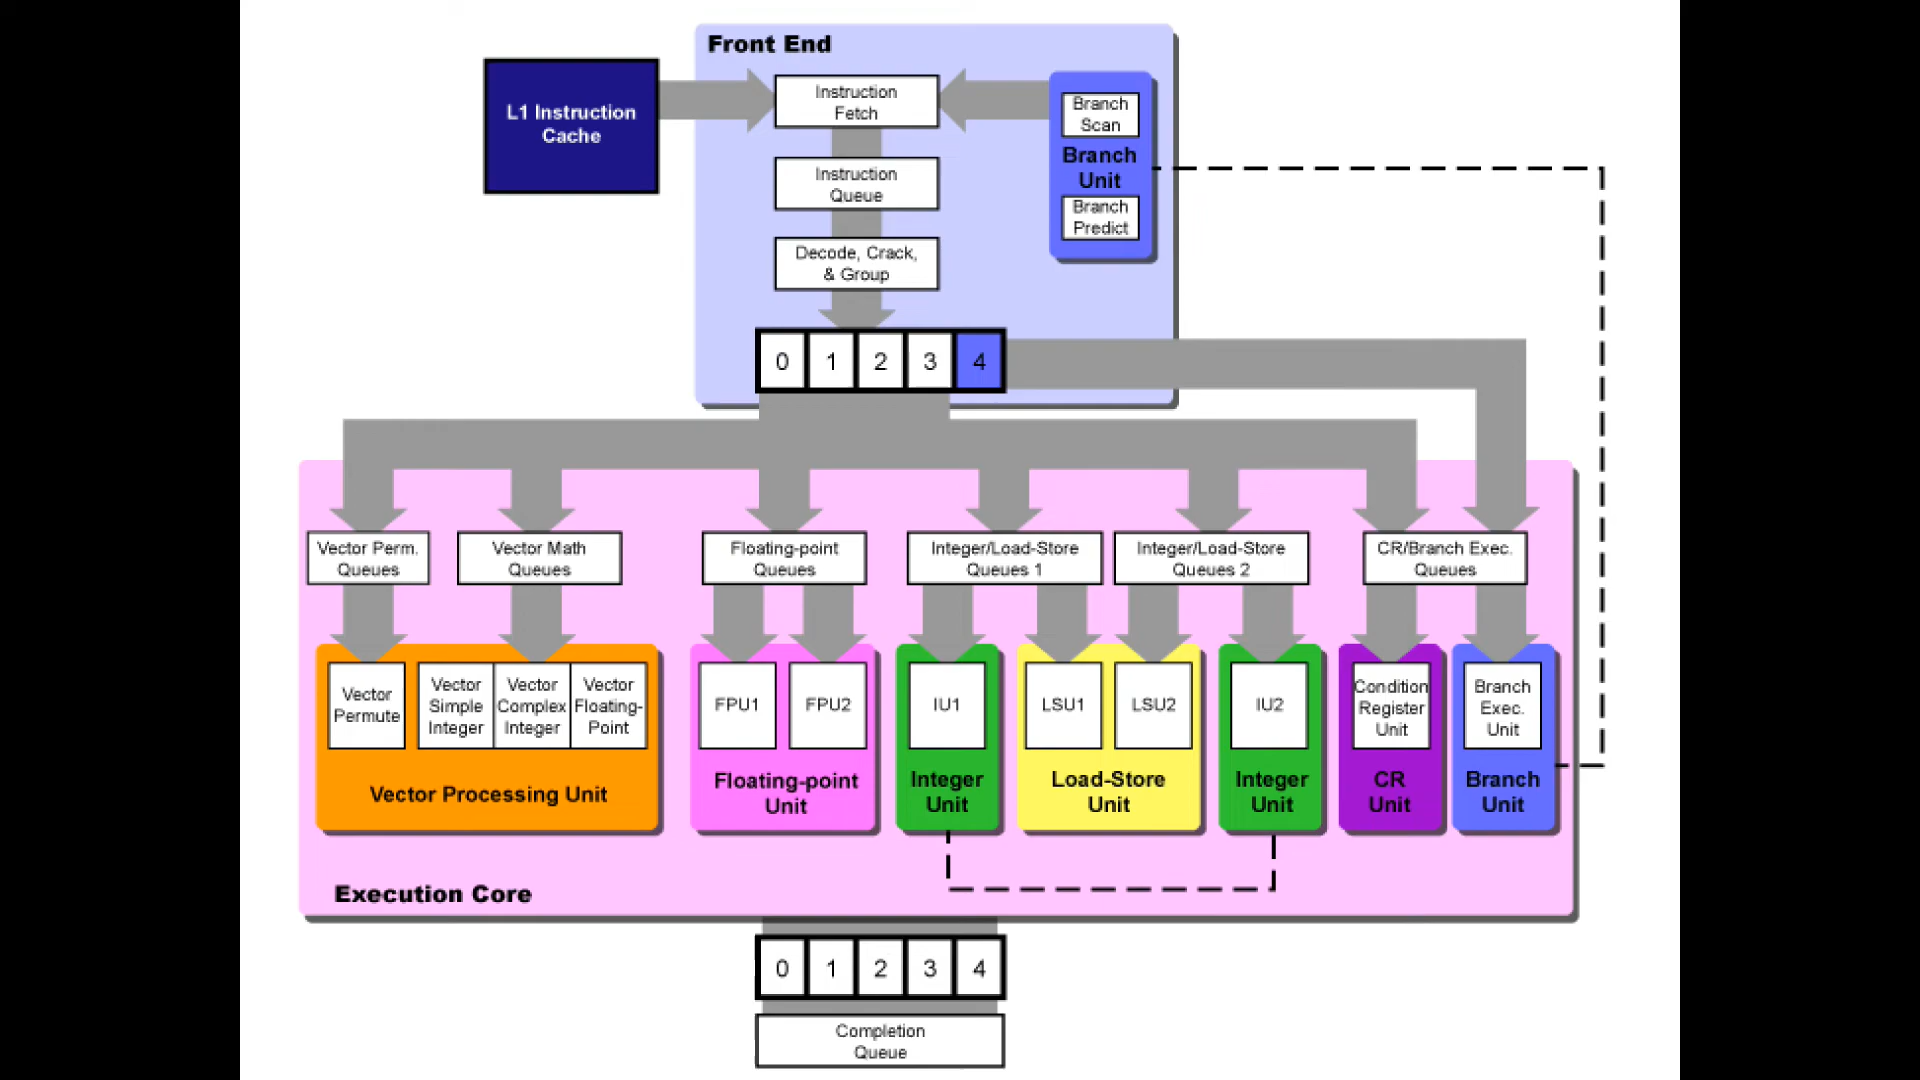 Front End
L1 Instruction
Cache
Instruction
Fetch
Branch
Scan
Branch
Unit
Branch
Predict
Instruction
Queue
Decode, Crack,
& Group
0 1 2 3 4
Vector Perm.
Queues
Vector Math
Queues
Floating-point
Queues
Integer/Load-Store
Queues 1
Integer/Load-Store
Queues 2
CR/Branch Exec.
Queues
Vector
Permute
Vector
Simple
Integer
Vector
Complex
Integer
Vector
Floating-
Point
Vector Processing Unit
FPU1
FPU2
Floating-point
Unit
IU1
Integer
Unit
LSU1
LSU2
Load-Store
Unit
IU2
Integer
Unit
Condition
Register
Unit
CR
Unit
Branch
Exec.
Unit
Branch
Unit
Execution Core
0 1 2 3 4
Completion
Queue